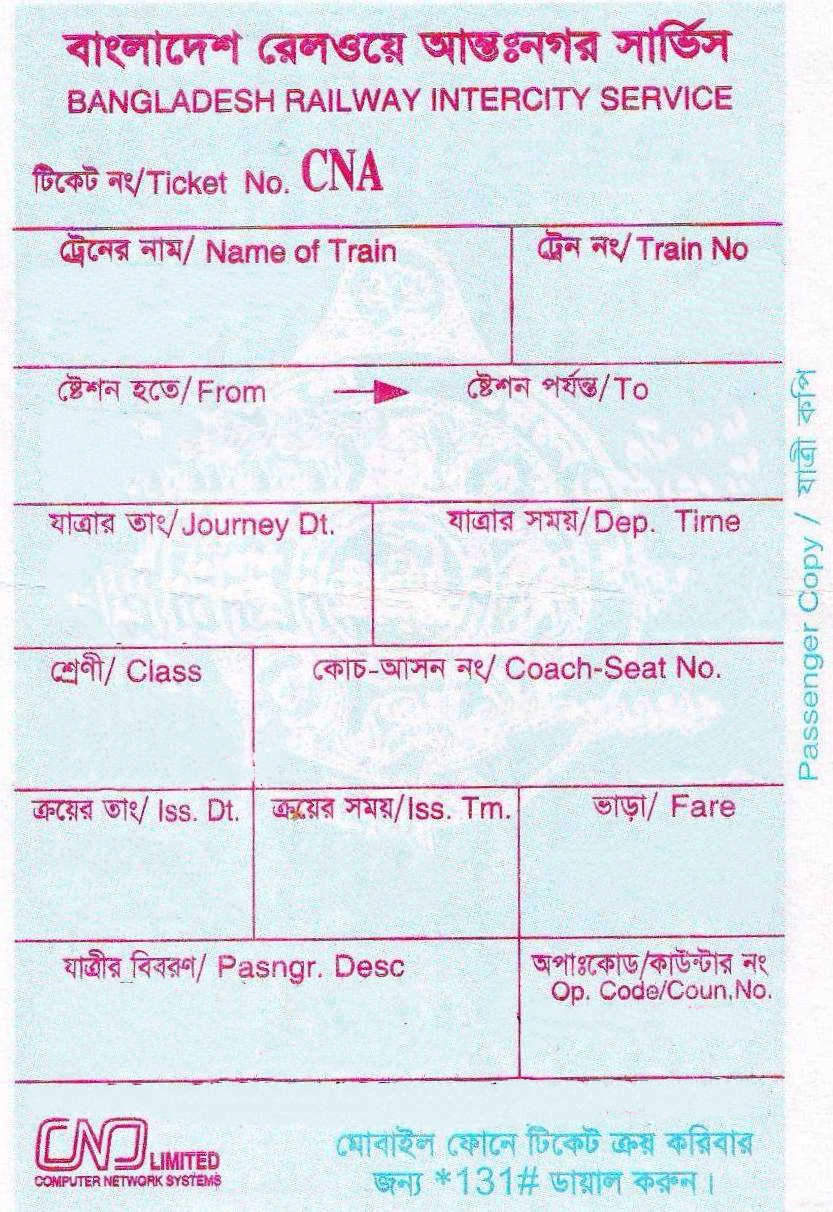 বাংলাদেশ রেলওয়ে আন্তঃনগর সার্ভিস
BANGLADESH RAILWAY INTERCITY SERVICE
টিকেট নং/Ticket No. CNA
ট্রেনের নাম/ Name of Train
ট্রেন নং/ Train No
ষ্টেশন হতে/ From
ষ্টেশন পর্যন্ত/ To
যাত্রার তাং/ Journey Dt.
যাত্রার সময়/ Dep. Time
শ্রেণী/ Class
কোচ-আসন নং/ Coach-Seat No.
ক্রয়ের তাং/ Iss. Dt.
ক্রয়ের সময়/Iss. Tm.
ভাড়া/ Fare
যাত্রীর বিবরণ/ Pasngr. Desc
অপাঃকোড/কাউন্টার নং
Op. Code/Coun.No.
CNS LIMITED
COMPUTER NETWORK SYSTEMS
মোবাইল ফোনে টিকেট ক্রয় করিবার
জন্য *131# ডায়াল করুন।
Passenger Copy / যাত্রী কপি